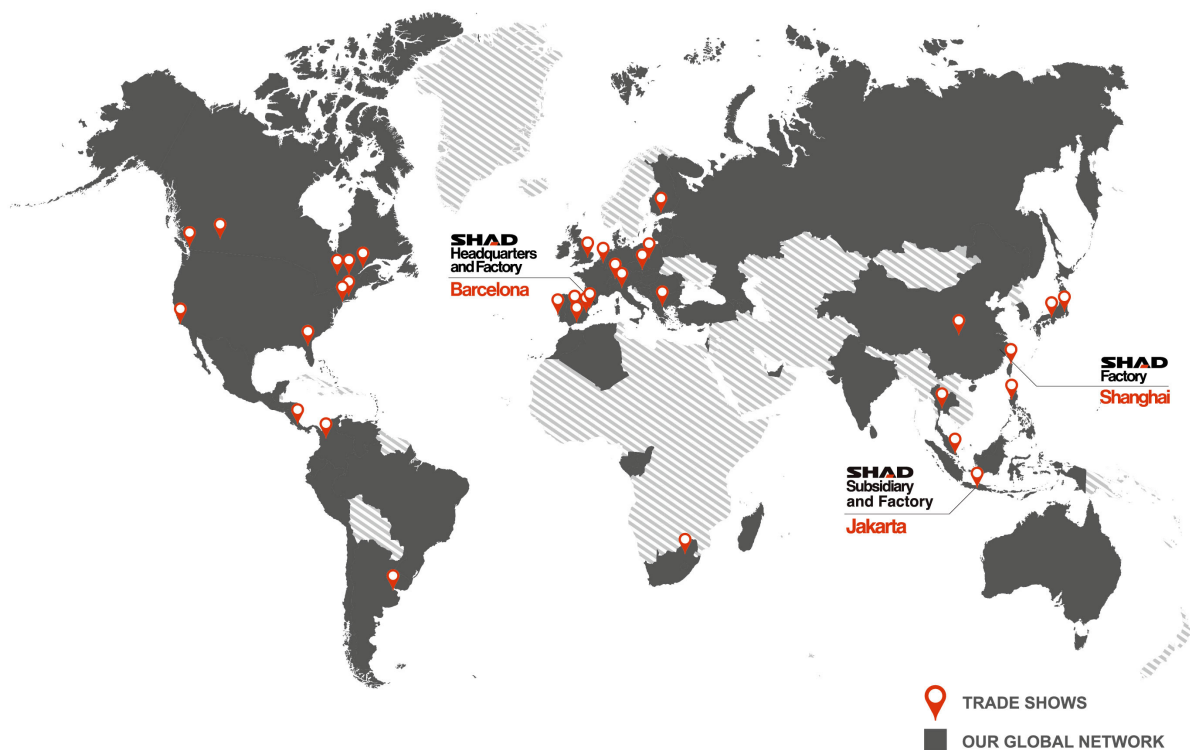 SHAD
Headquarters
and Factory
Barcelona
SHAD
Factory
Shanghai
SHAD
Subsidiary
and Factory
Jakarta
TRADE SHOWS
OUR GLOBAL NETWORK